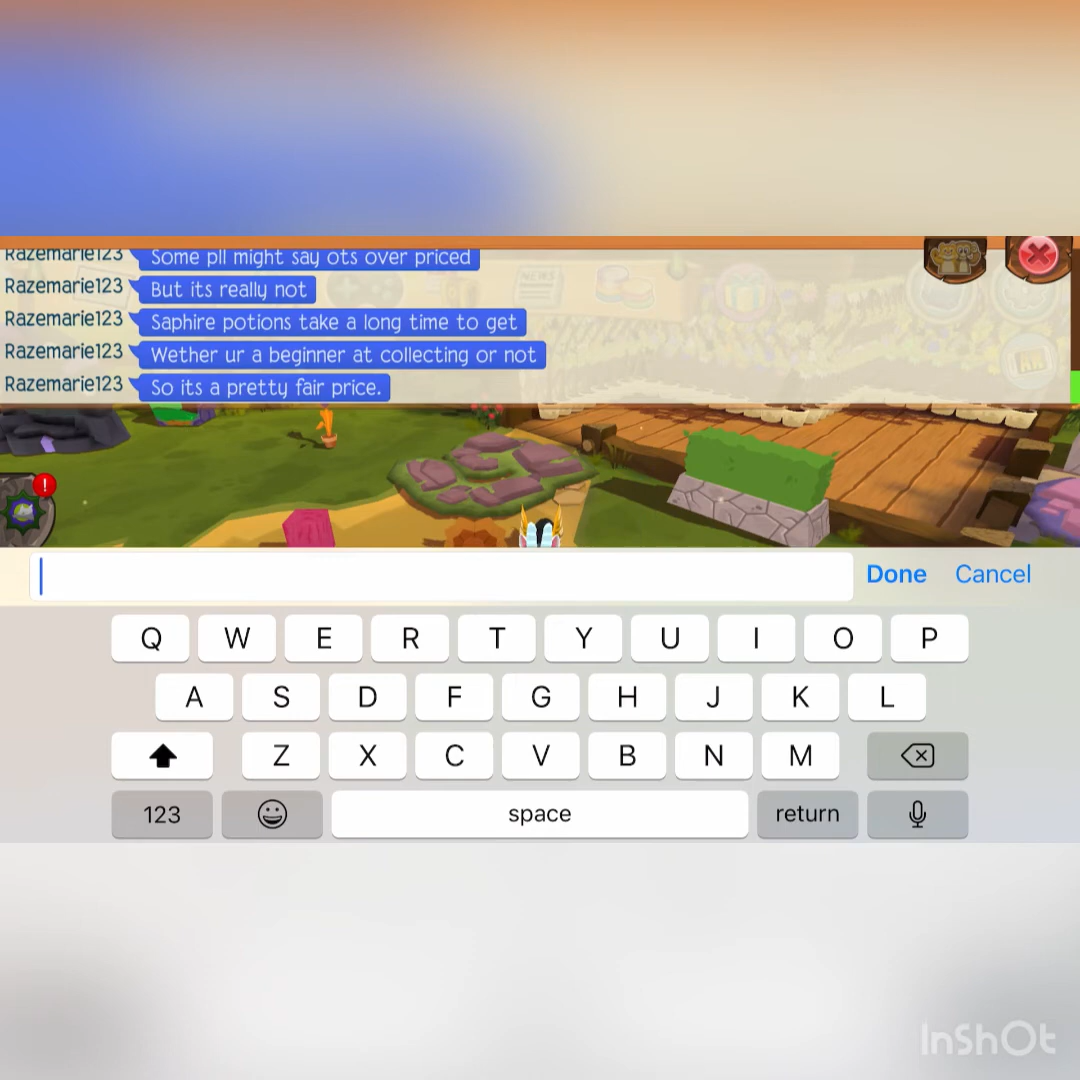 Razemarie123 Some pll might say ots over priced
Razemarie123 But its really not
Razemarie123 Saphire potions take a long time to get
Razemarie123 Wether ur a beginner at collecting or not
Razemarie123 So its a pretty fair price.
NEWS
!
Done Cancel
Q W E R T Y U I O P
A S D F G H J K L
Z X C V B N M
123 space return
InShOt